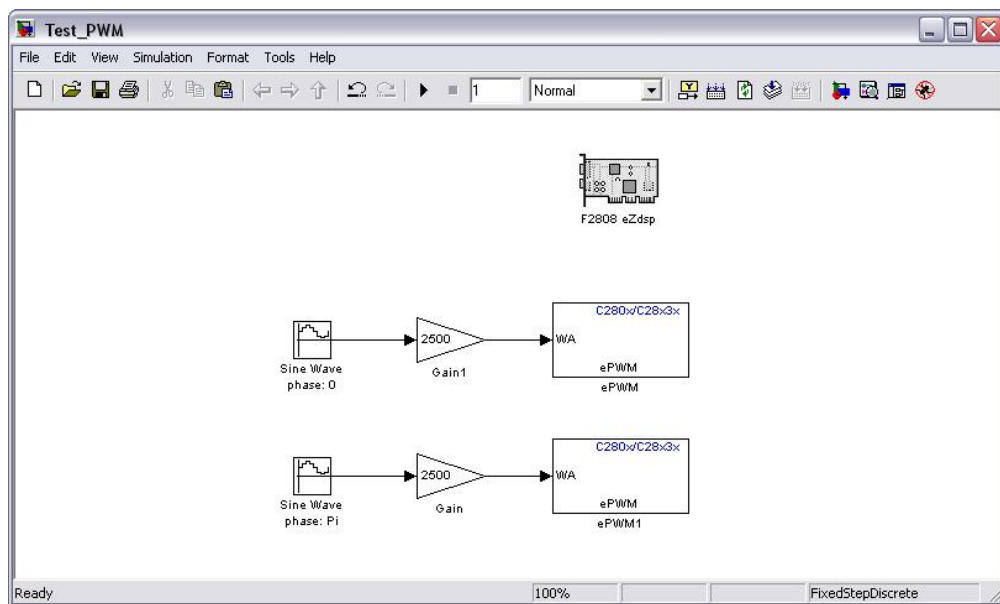 Test_PWM
File Edit View Simulation Format Tools Help
1 Normal
F2808 eZdsp
C280x/C28x3x
2500
WA
ePWM
Sine Wave
phase: 0
Gain1
ePWM
C280x/C28x3x
2500
WA
ePWM
Sine Wave
phase: Pi
Gain
ePWM1
Ready 100% FixedStepDiscrete